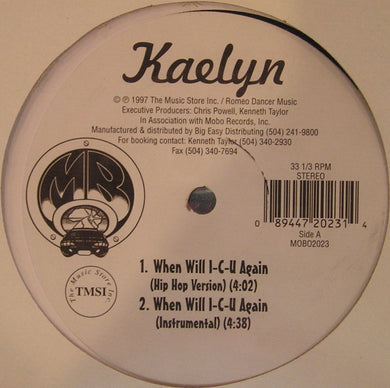 Kaelyn
© ℗ 1997 The Music Store Inc. / Romeo Dancer Music
Executive Producers: Chris Powell, Kenneth Taylor
In Association with Mobo Records, Inc.
Manufactured & distributed by Big Easy Distributing (504) 241-9800
For booking contact: Kenneth Taylor (504) 340-2930
Fax (504) 340-7694
MR
33 1/3 RPM
STEREO
0 89447 20231 4
Side A
MOBO2023
The Music Store Inc.
TMSI
1. When Will I-C-U Again
(Hip Hop Version) (4:02)
2. When Will I-C-U Again
(Instrumental) (4:38)